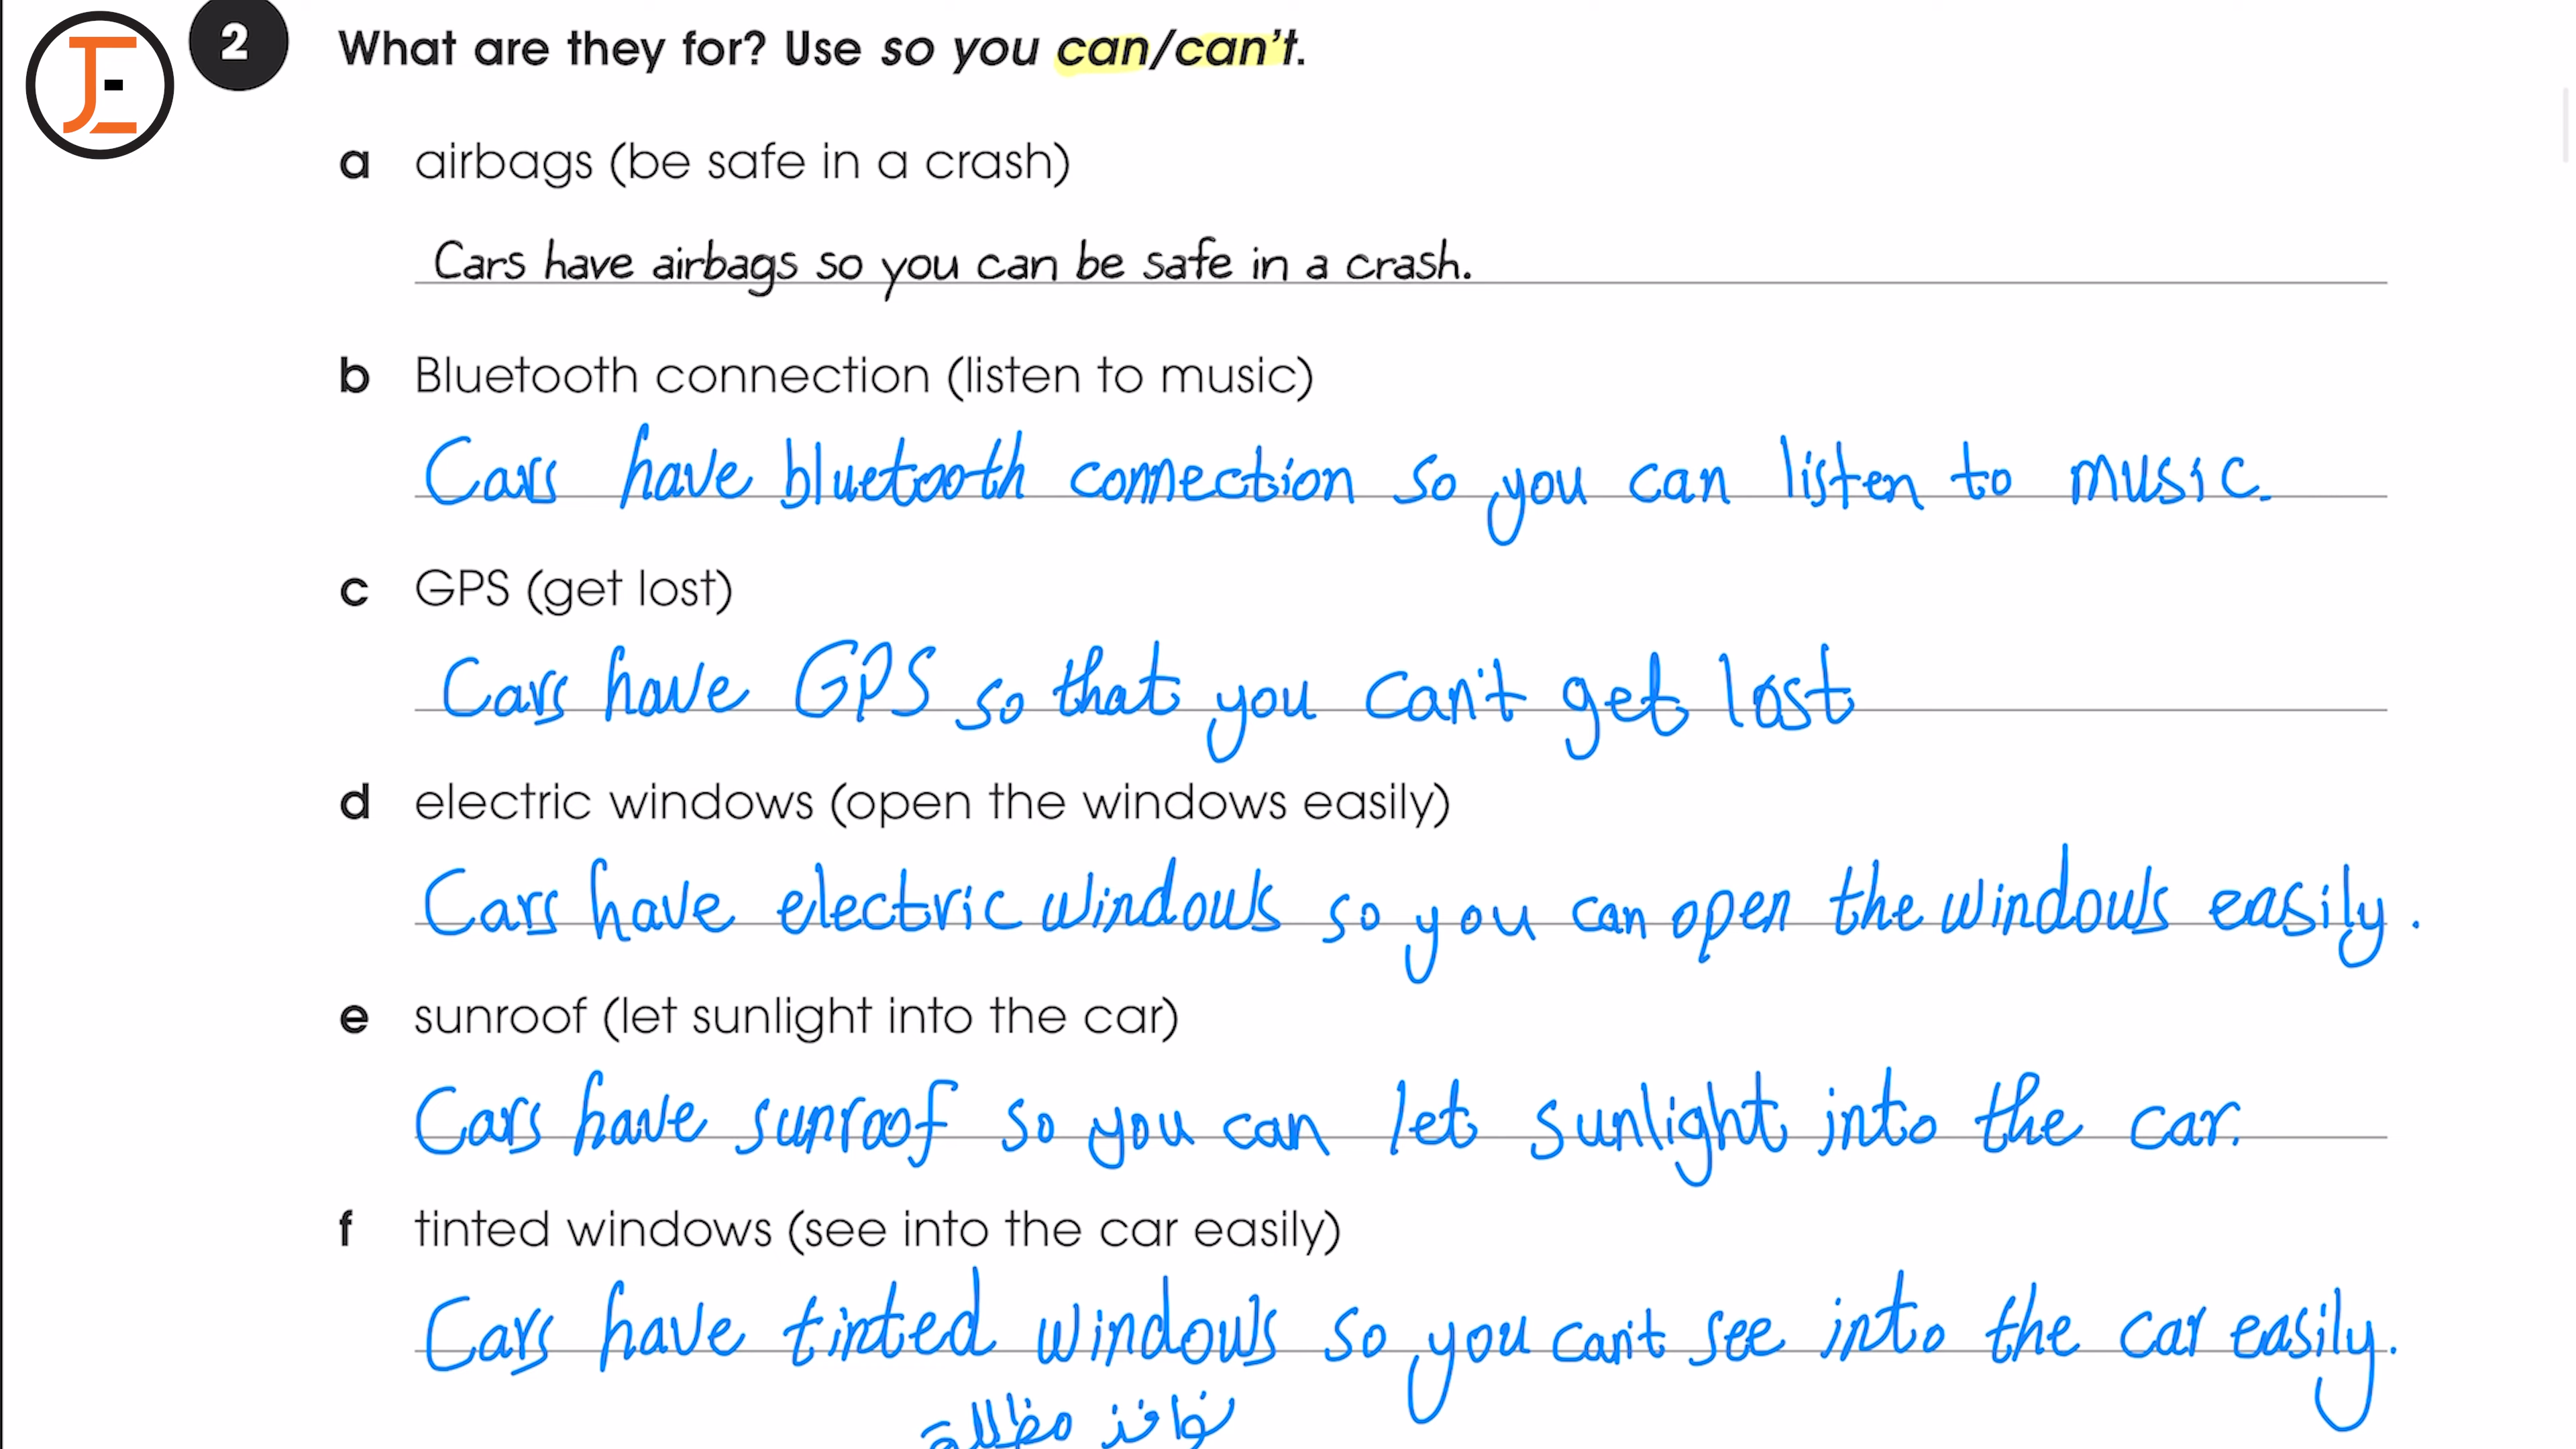 JE
2 What are they for? Use so you can/can't.
a airbags (be safe in a crash)
Cars have airbags so you can be safe in a crash.
b Bluetooth connection (listen to music)
Cars have bluetooth connection so you can listen to music.
c GPS (get lost)
Cars have GPS so that you can't get lost
d electric windows (open the windows easily)
Cars have electric windows so you can open the windows easily.
e sunroof (let sunlight into the car)
Cars have sunroof so you can let sunlight into the car.
f tinted windows (see into the car easily)
Cars have tinted windows so you can't see into the car easily.
نوافذ مظللة